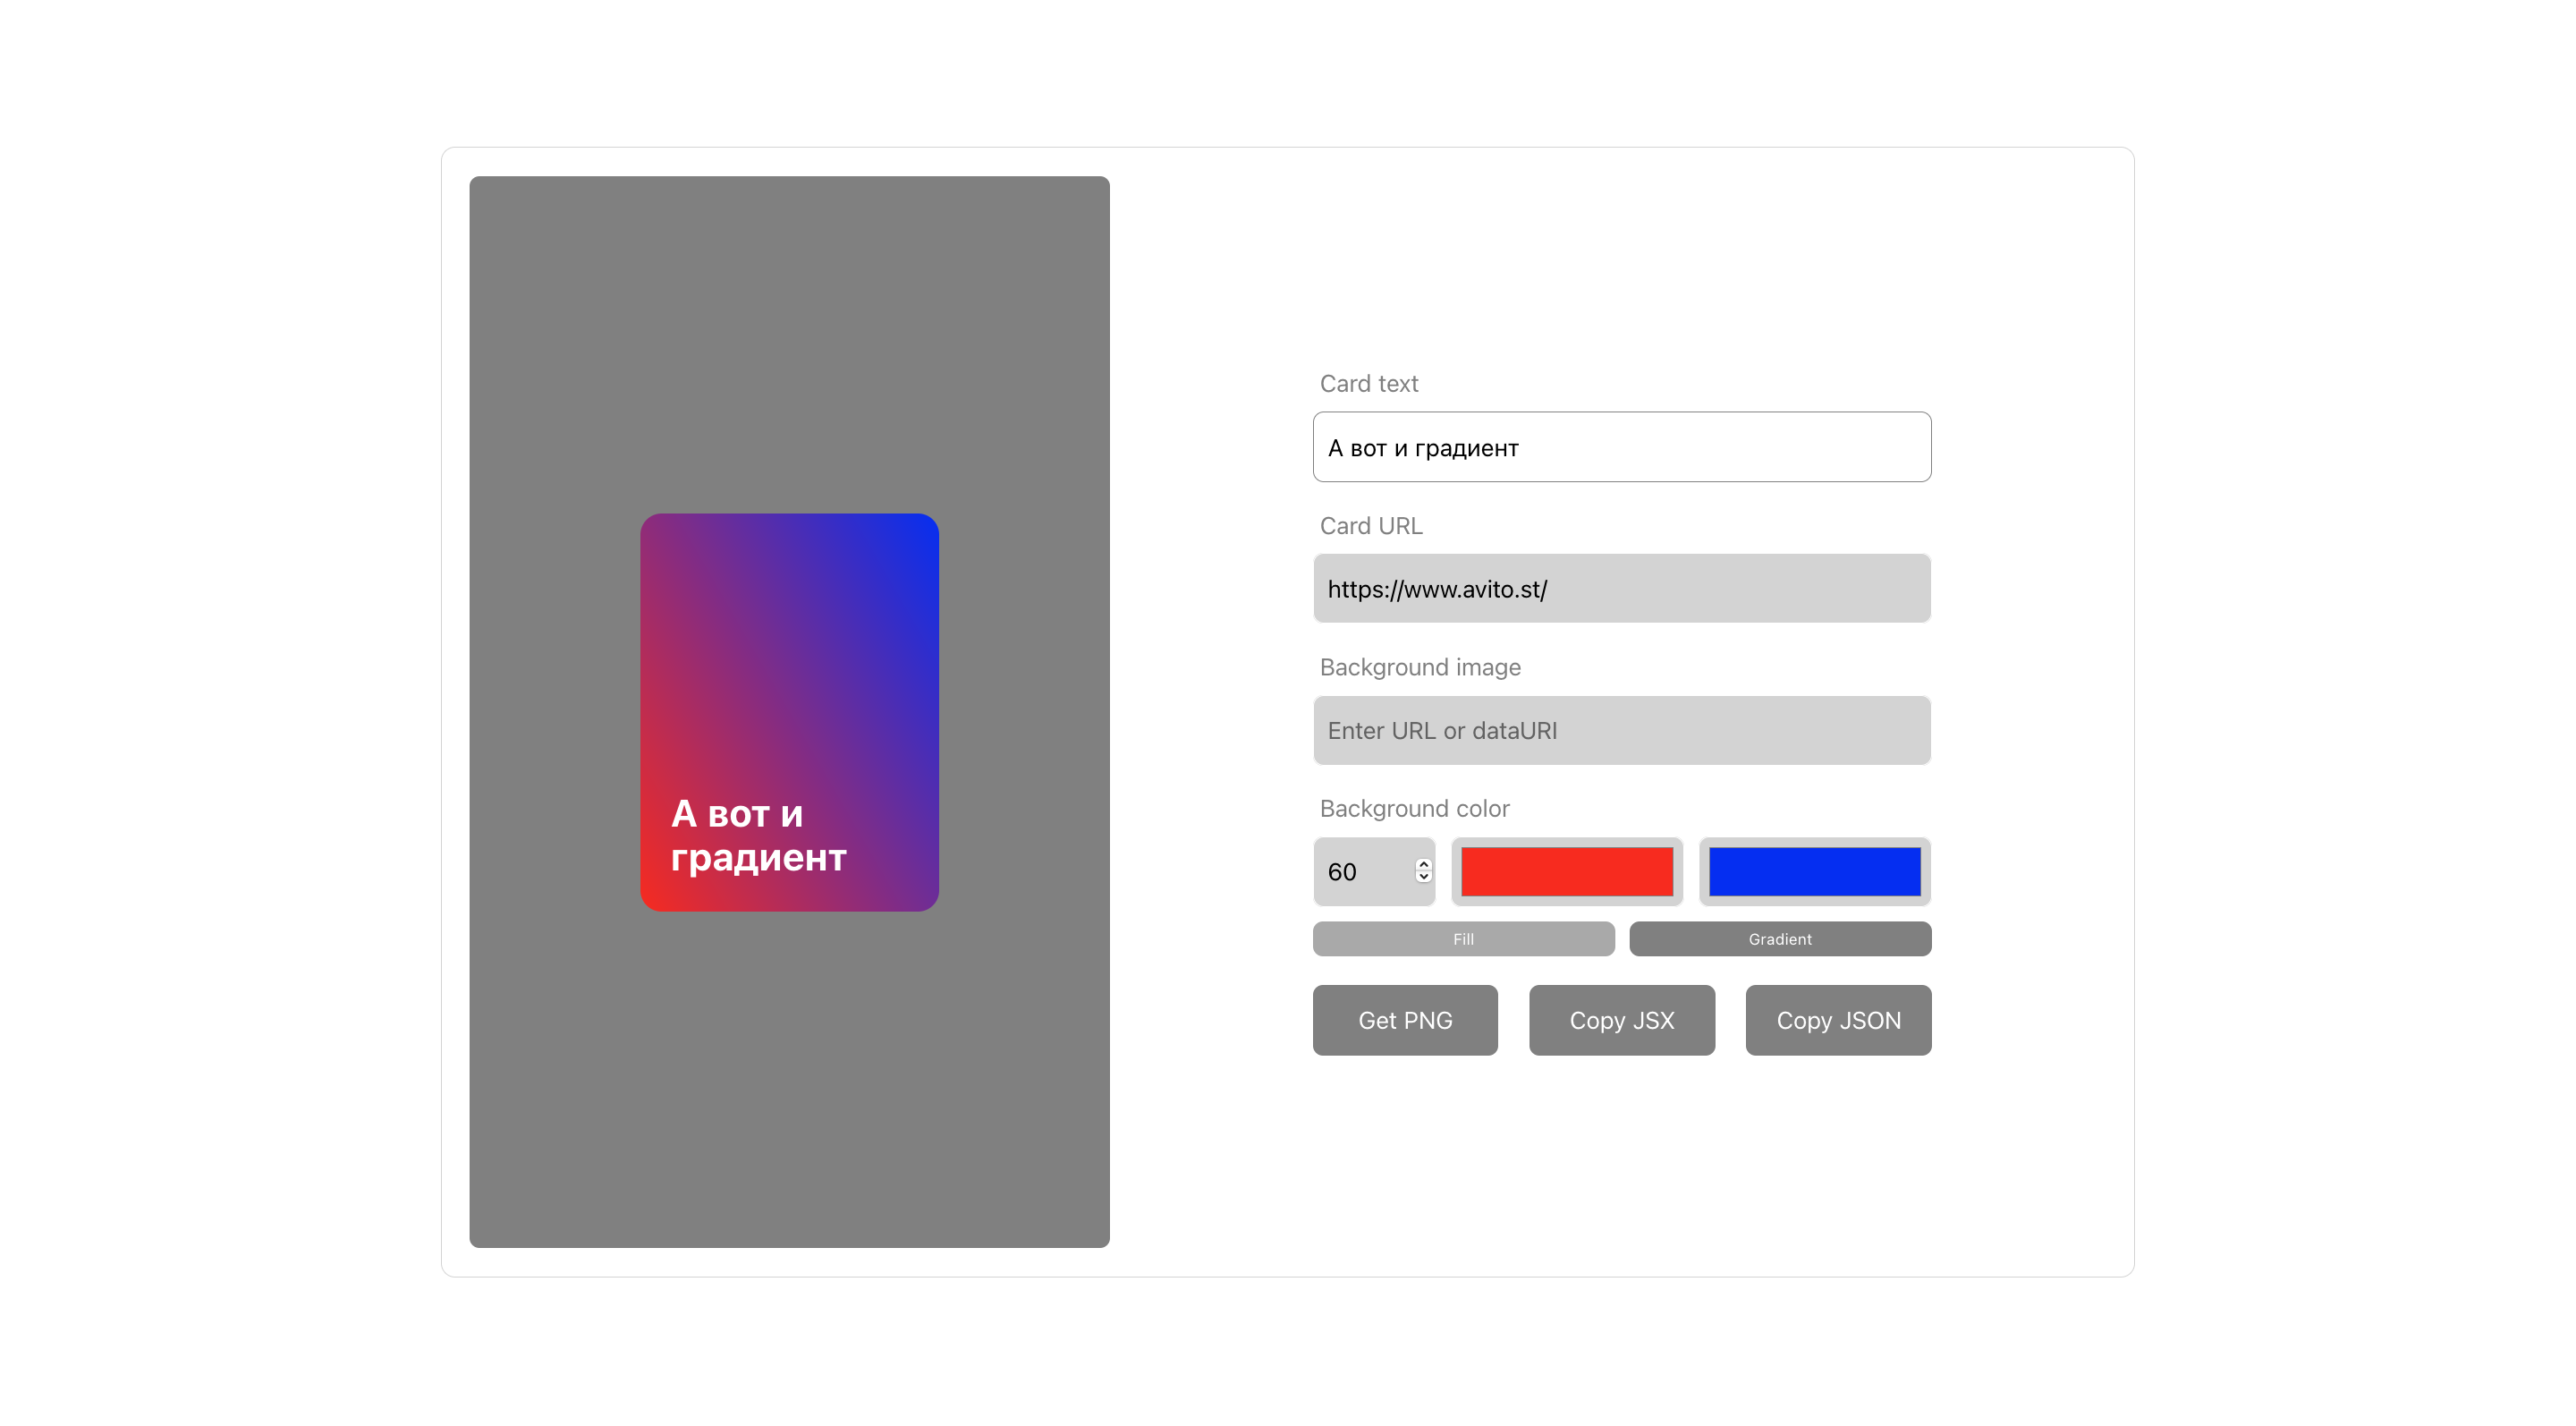 А вот и
градиент
Card text
А вот и градиент
Card URL
https://www.avito.st/
Background image
Enter URL or dataURI
Background color
60
Fill
Gradient
Get PNG
Copy JSX
Copy JSON